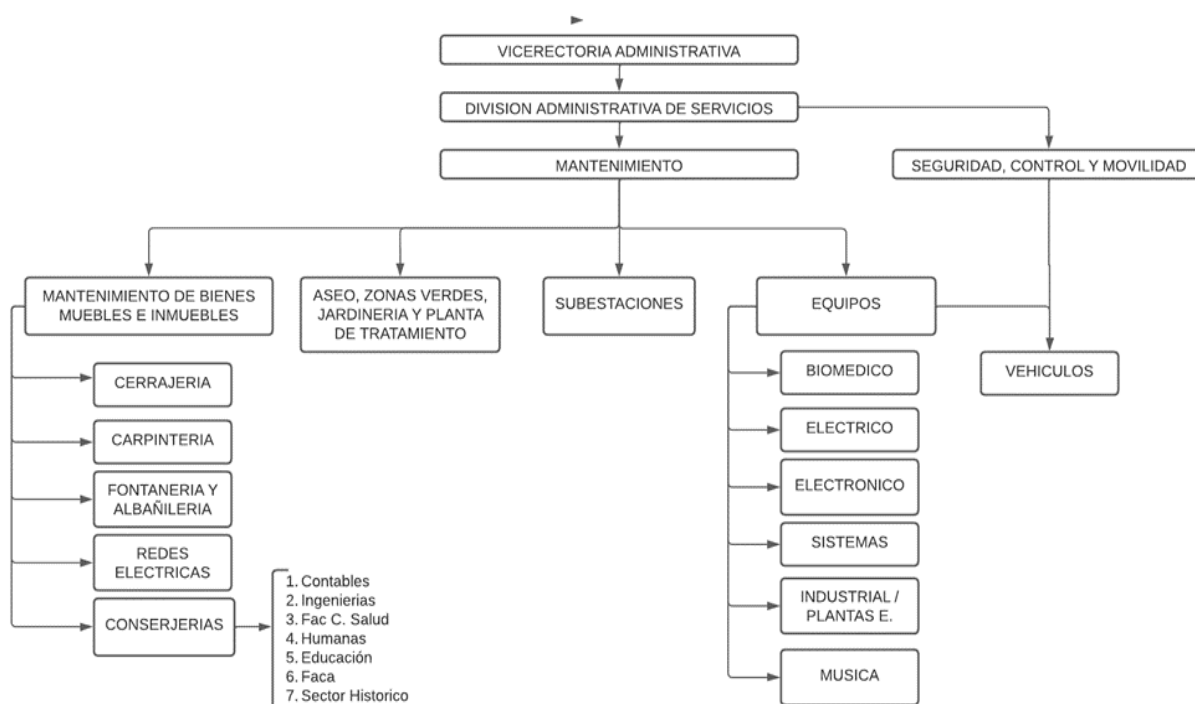 VICERECTORIA ADMINISTRATIVA
DIVISION ADMINISTRATIVA DE SERVICIOS
MANTENIMIENTO
SEGURIDAD, CONTROL Y MOVILIDAD
MANTENIMIENTO DE BIENES
MUEBLES E INMUEBLES
ASEO, ZONAS VERDES,
JARDINERIA Y PLANTA
DE TRATAMIENTO
SUBESTACIONES
EQUIPOS
CERRAJERIA
CARPINTERIA
FONTANERIA Y
ALBAÑILERIA
REDES
ELECTRICAS
CONSERJERIAS
1. Contables
2. Ingenierias
3. Fac C. Salud
4. Humanas
5. Educación
6. Faca
7. Sector Historico
BIOMEDICO
ELECTRICO
ELECTRONICO
SISTEMAS
INDUSTRIAL /
PLANTAS E.
MUSICA
VEHICULOS